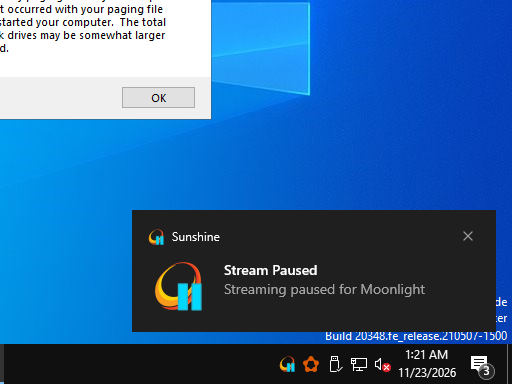 t occurred with your paging file
started your computer. The total
k drives may be somewhat larger
d.
OK
Sunshine
Stream Paused
Streaming paused for Moonlight
de
ter
Build 20348.fe_release.210507-1500
1:21 AM
11/23/2026
3